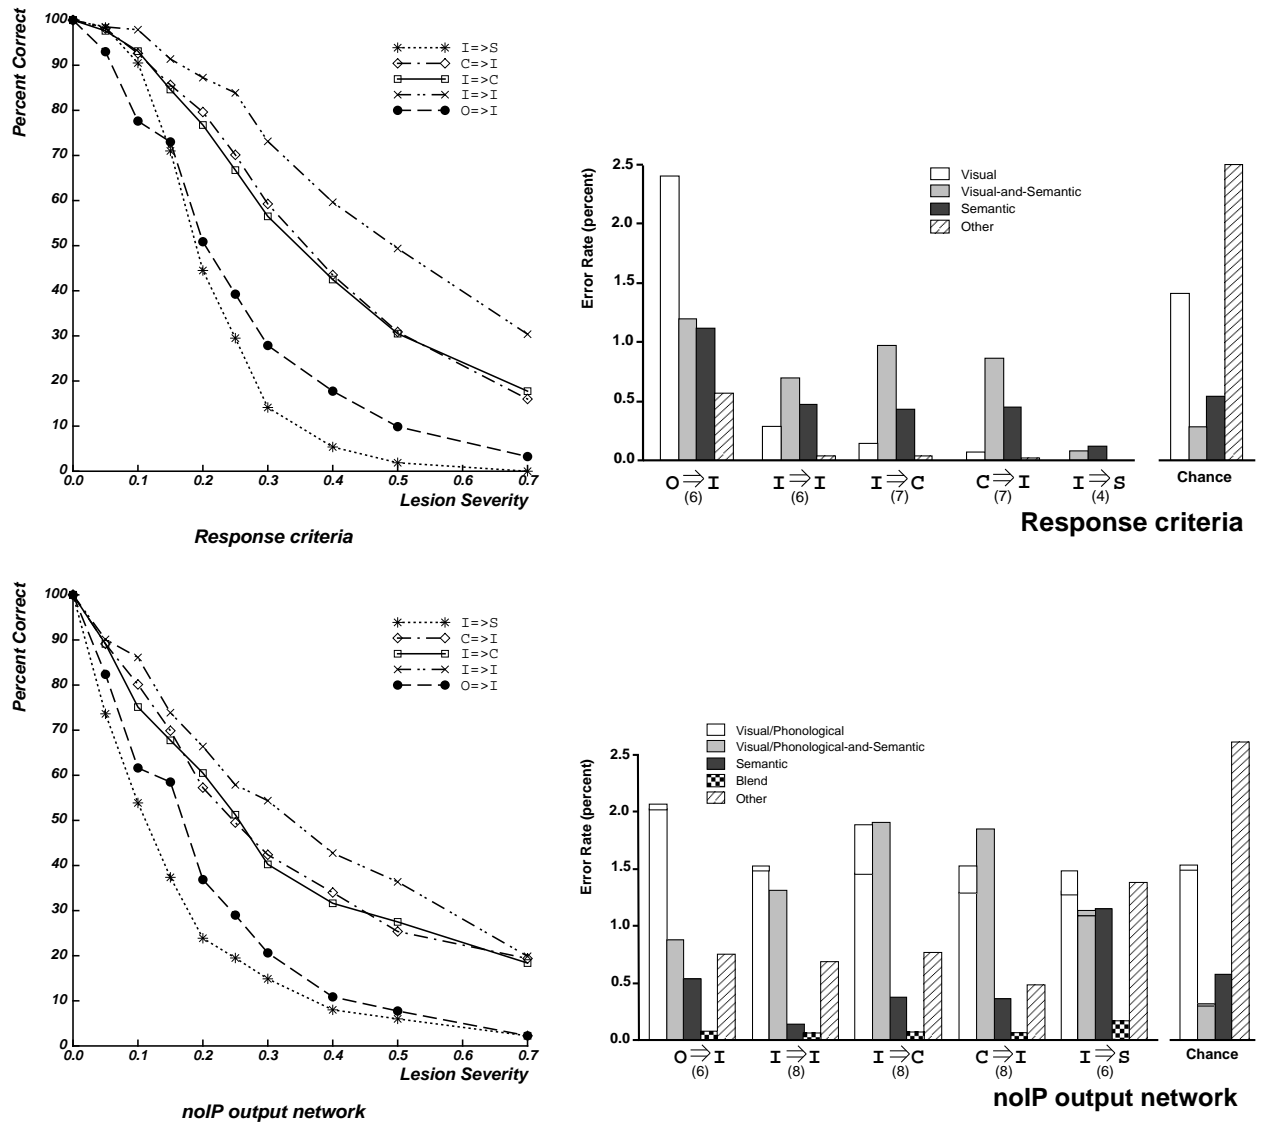 Percent Correct
100
90
80
70
60
50
40
30
20
10
0
0.0 0.1 0.2 0.3 0.4 0.5 0.6 0.7
Lesion Severity
I=>S
C=>I
I=>C
I=>I
O=>I
Response criteria
Error Rate (percent)
2.5
2.0
1.5
1.0
0.5
0.0
Visual
Visual-and-Semantic
Semantic
Other
O⇒I I⇒I I⇒C C⇒I I⇒S Chance
(6) (6) (7) (7) (4)
Response criteria
Percent Correct
100
90
80
70
60
50
40
30
20
10
0
0.0 0.1 0.2 0.3 0.4 0.5 0.6 0.7
Lesion Severity
I=>S
C=>I
I=>C
I=>I
O=>I
noIP output network
Error Rate (percent)
2.5
2.0
1.5
1.0
0.5
0.0
Visual/Phonological
Visual/Phonological-and-Semantic
Semantic
Blend
Other
O⇒I I⇒I I⇒C C⇒I I⇒S Chance
(6) (8) (8) (8) (6)
noIP output network